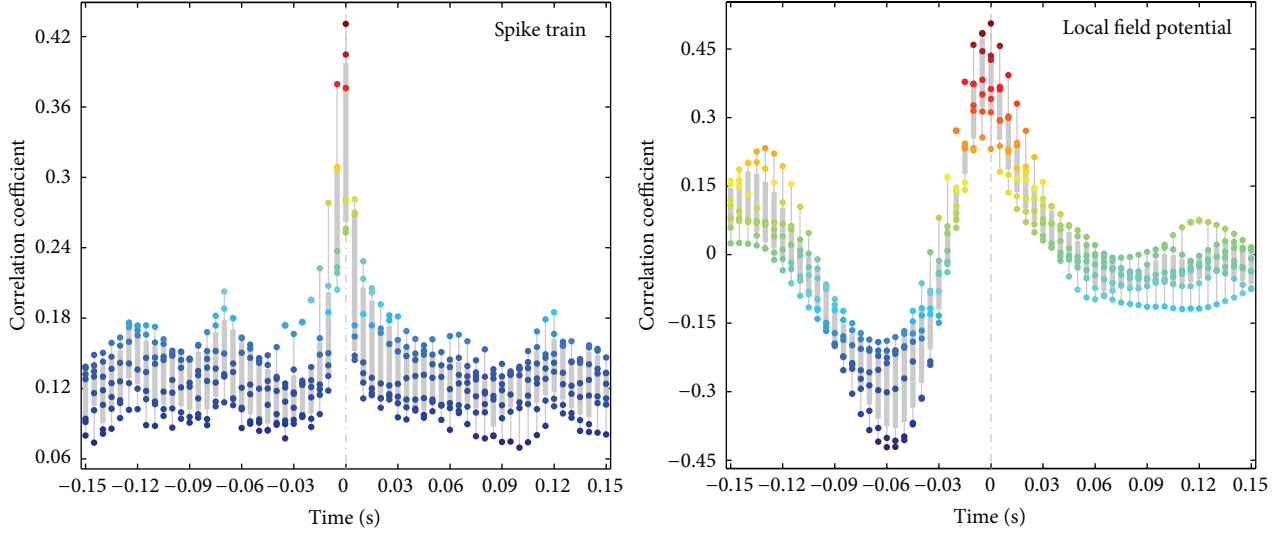 Spike train
Correlation coefficient
0.42
0.36
0.3
0.24
0.18
0.12
0.06
−0.15 −0.12 −0.09 −0.06 −0.03 0 0.03 0.06 0.09 0.12 0.15
Time (s)
Local field potential
Correlation coefficient
0.45
0.3
0.15
0
−0.15
−0.3
−0.45
−0.15 −0.12 −0.09 −0.06 −0.03 0 0.03 0.06 0.09 0.12 0.15
Time (s)